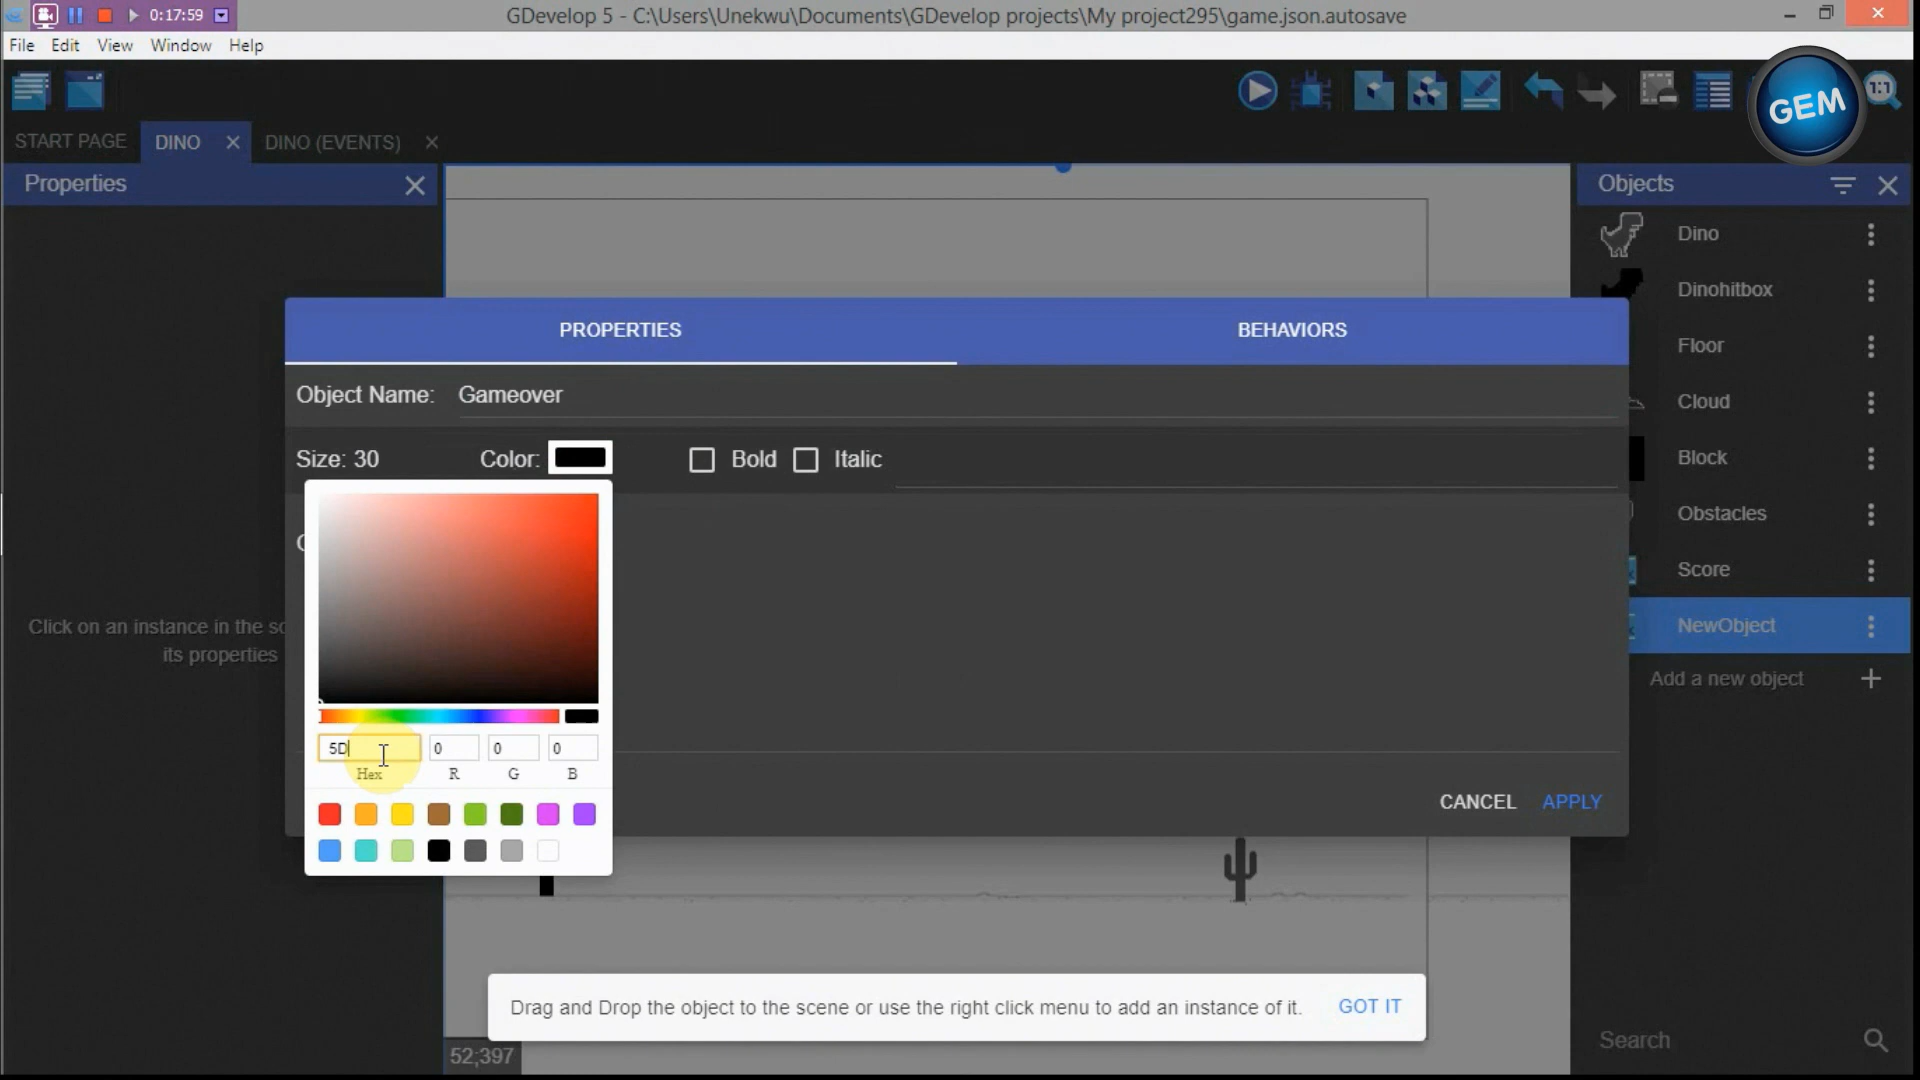 0:17:59
GDevelop 5 - C:\Users\Unekwu\Documents\GDevelop projects\My project295\game.json.autosave
File Edit View Window Help
GEM
1:1
START PAGE DINO DINO (EVENTS)
Properties
Objects
Dino
Dinohitbox
PROPERTIES BEHAVIORS
Floor
Object Name: Gameover
Cloud
Size: 30 Color: Bold Italic
Block
Obstacles
Score
Click on an instance in the
its properties
NewObject
Add a new object
5D 0 0 0
Hex R G B
CANCEL APPLY
Drag and Drop the object to the scene or use the right click menu to add an instance of it. GOT IT
Search
52;397